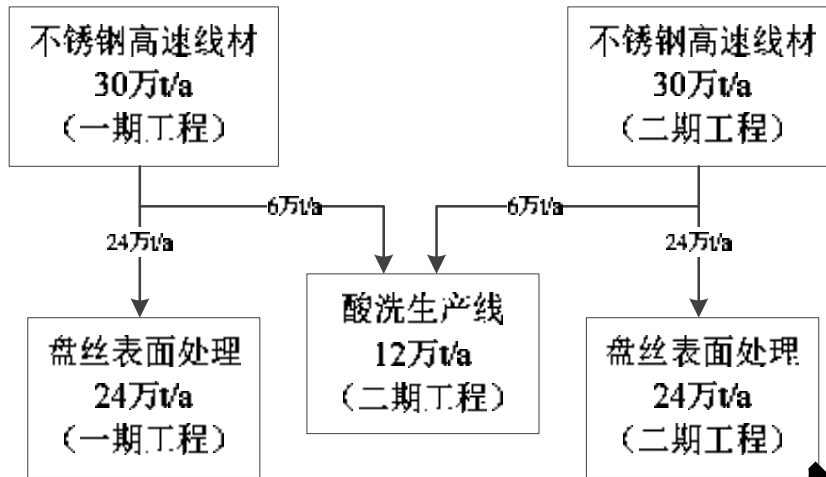 不锈钢高速线材
30万t/a
（一期工程）
不锈钢高速线材
30万t/a
（二期工程）
6万t/a
6万t/a
24万t/a
24万t/a
盘丝表面处理
24万t/a
（一期工程）
酸洗生产线
12万t/a
（二期工程）
盘丝表面处理
24万t/a
（二期工程）